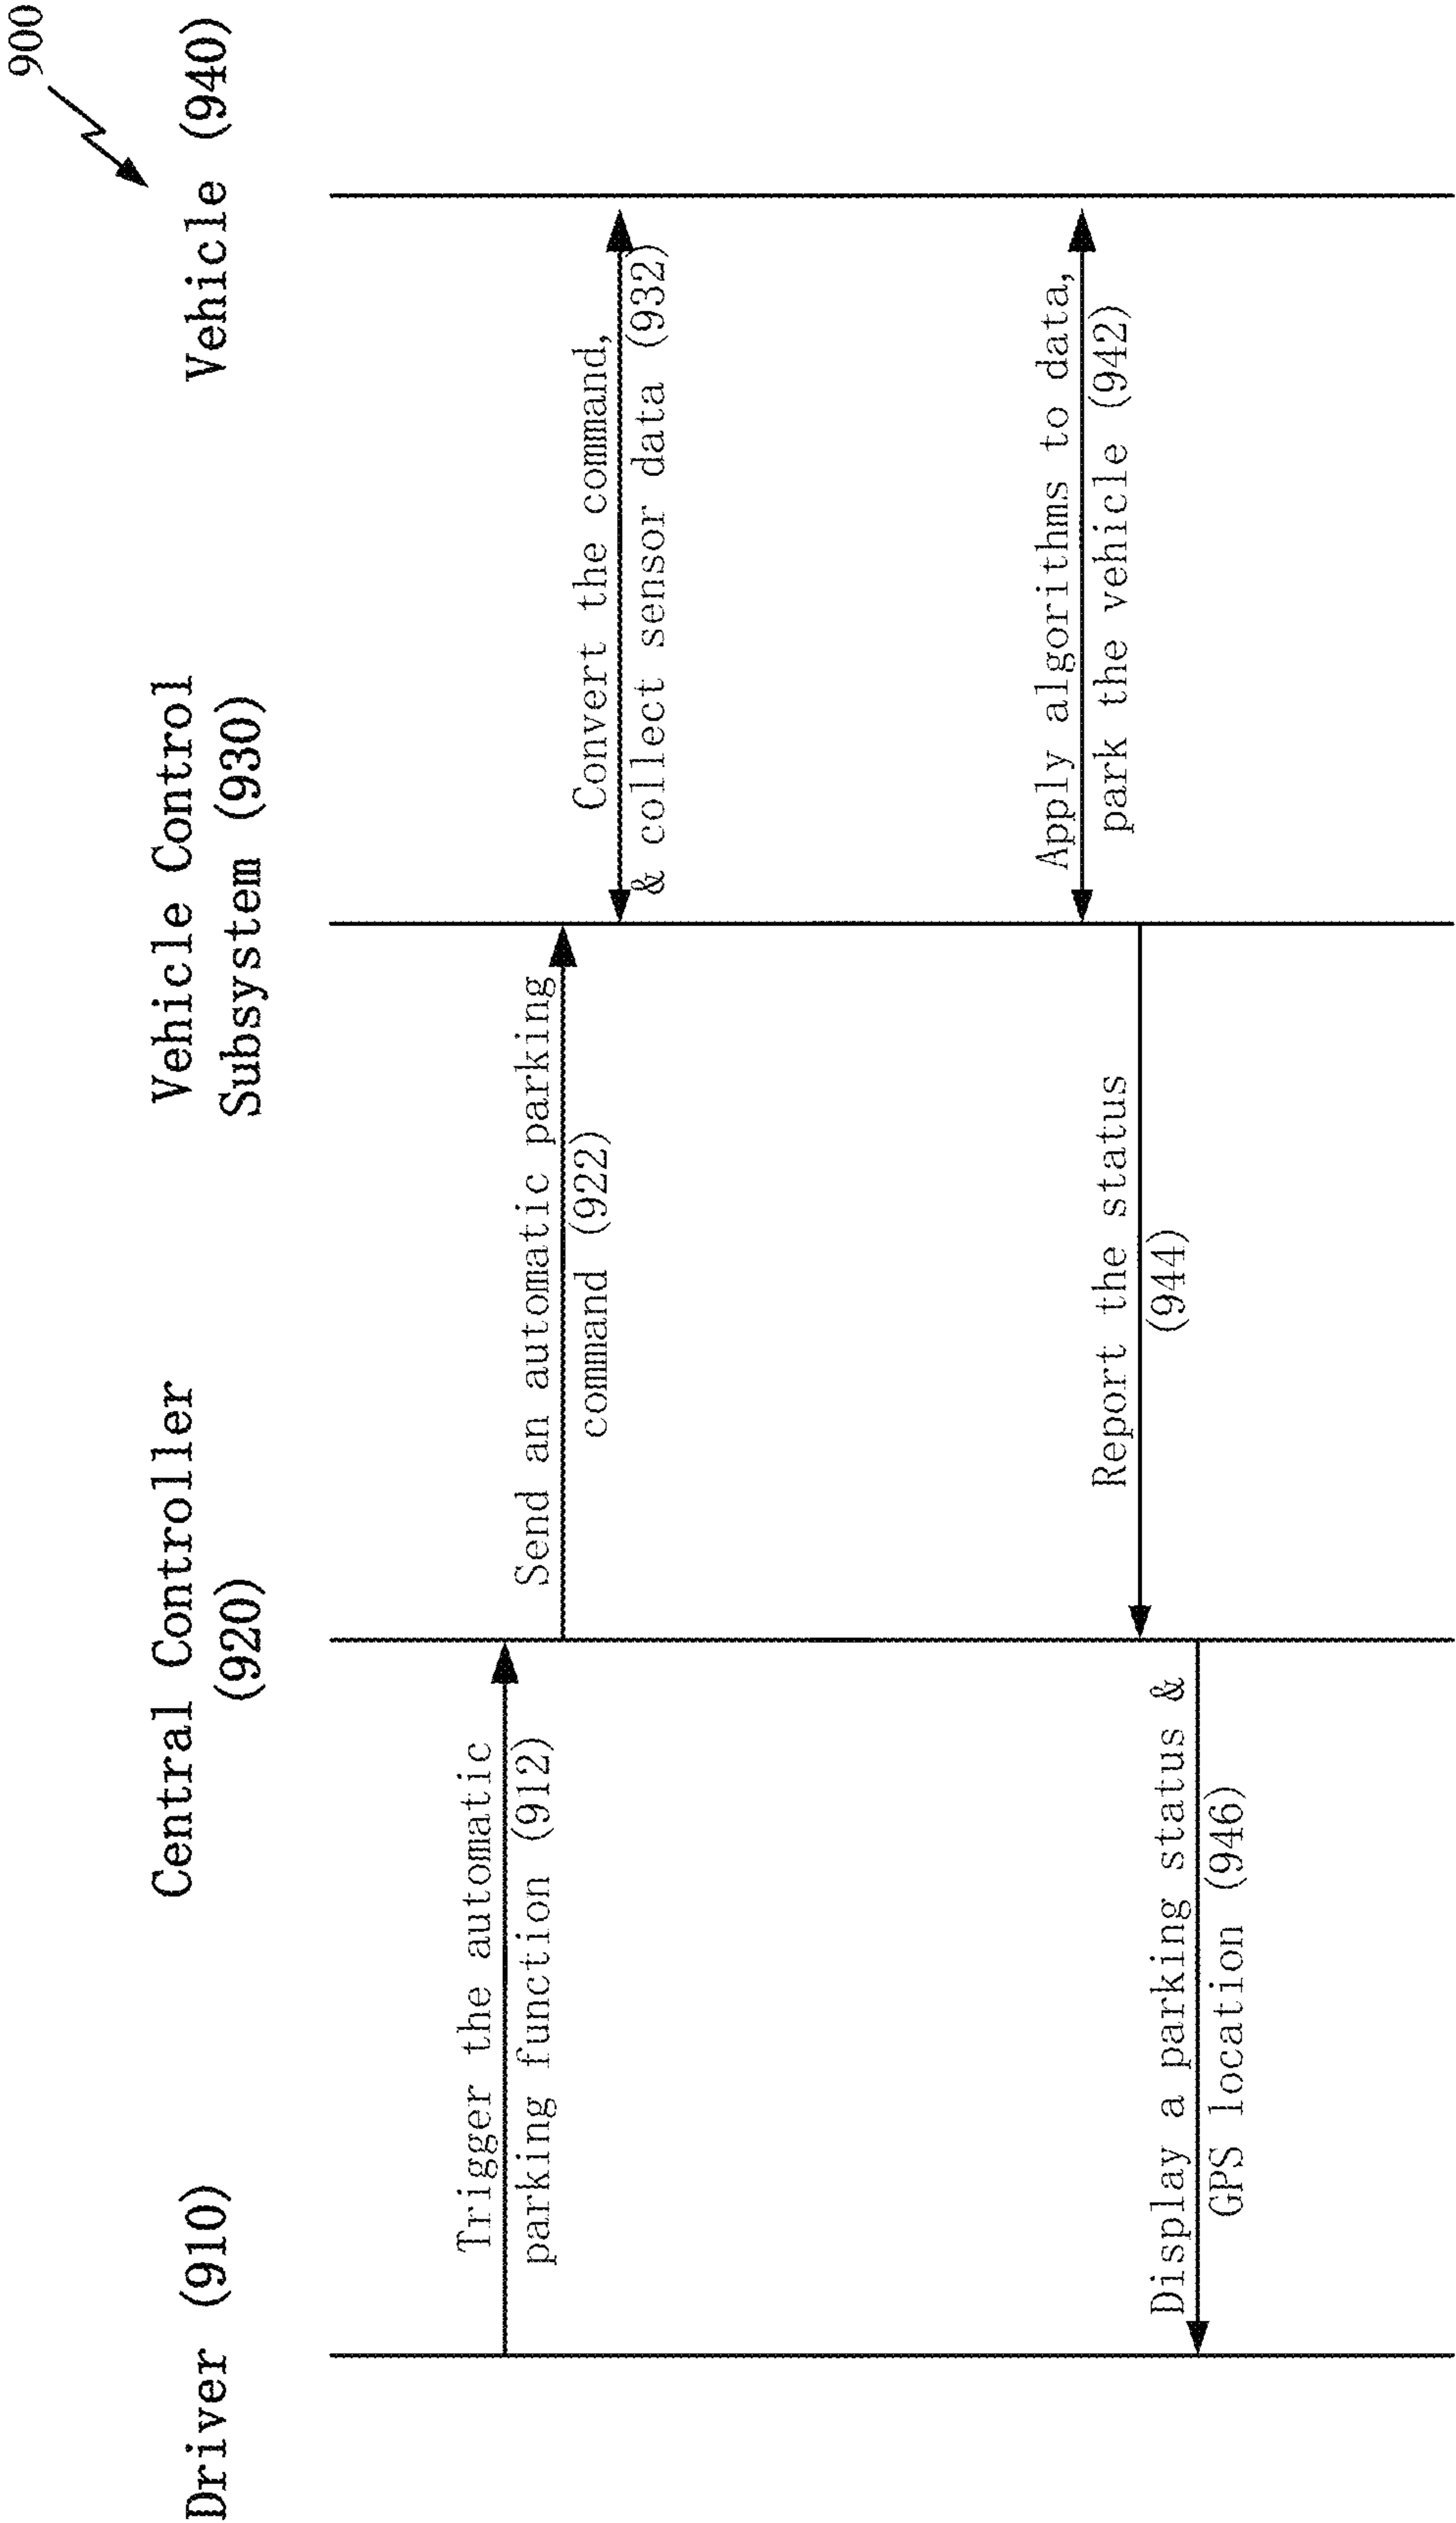 900
Driver (910)
Central Controller
(920)
Vehicle Control
Subsystem (930)
Vehicle (940)
Trigger the automatic
parking function (912)
Send an automatic parking
command (922)
Convert the command,
& collect sensor data (932)
Apply algorithms to data,
park the vehicle (942)
Report the status
(944)
Display a parking status &
GPS location (946)